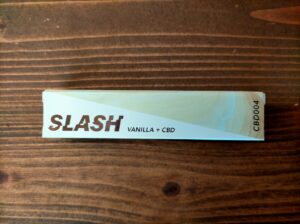 SLASH VANILLA + CBD
CBD004